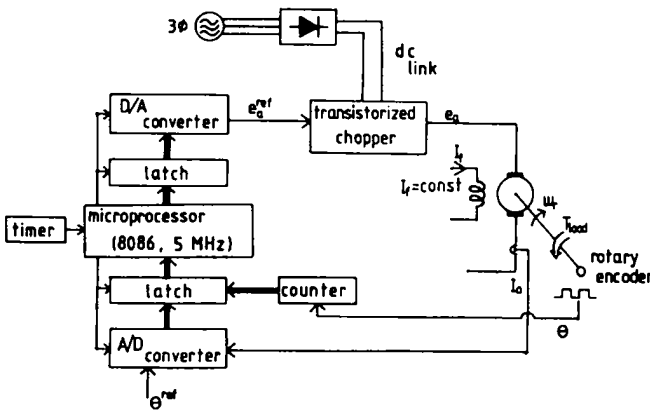 3Ø
dc
link
D/A
converter
e_a^ref
transistorized
chopper
e_a
latch
I_f
I_f=const
timer
microprocessor
(8086, 5 MHz)
ω_r
T_load
rotary
encoder
latch
counter
I_a
θ
A/D
converter
θ^ref